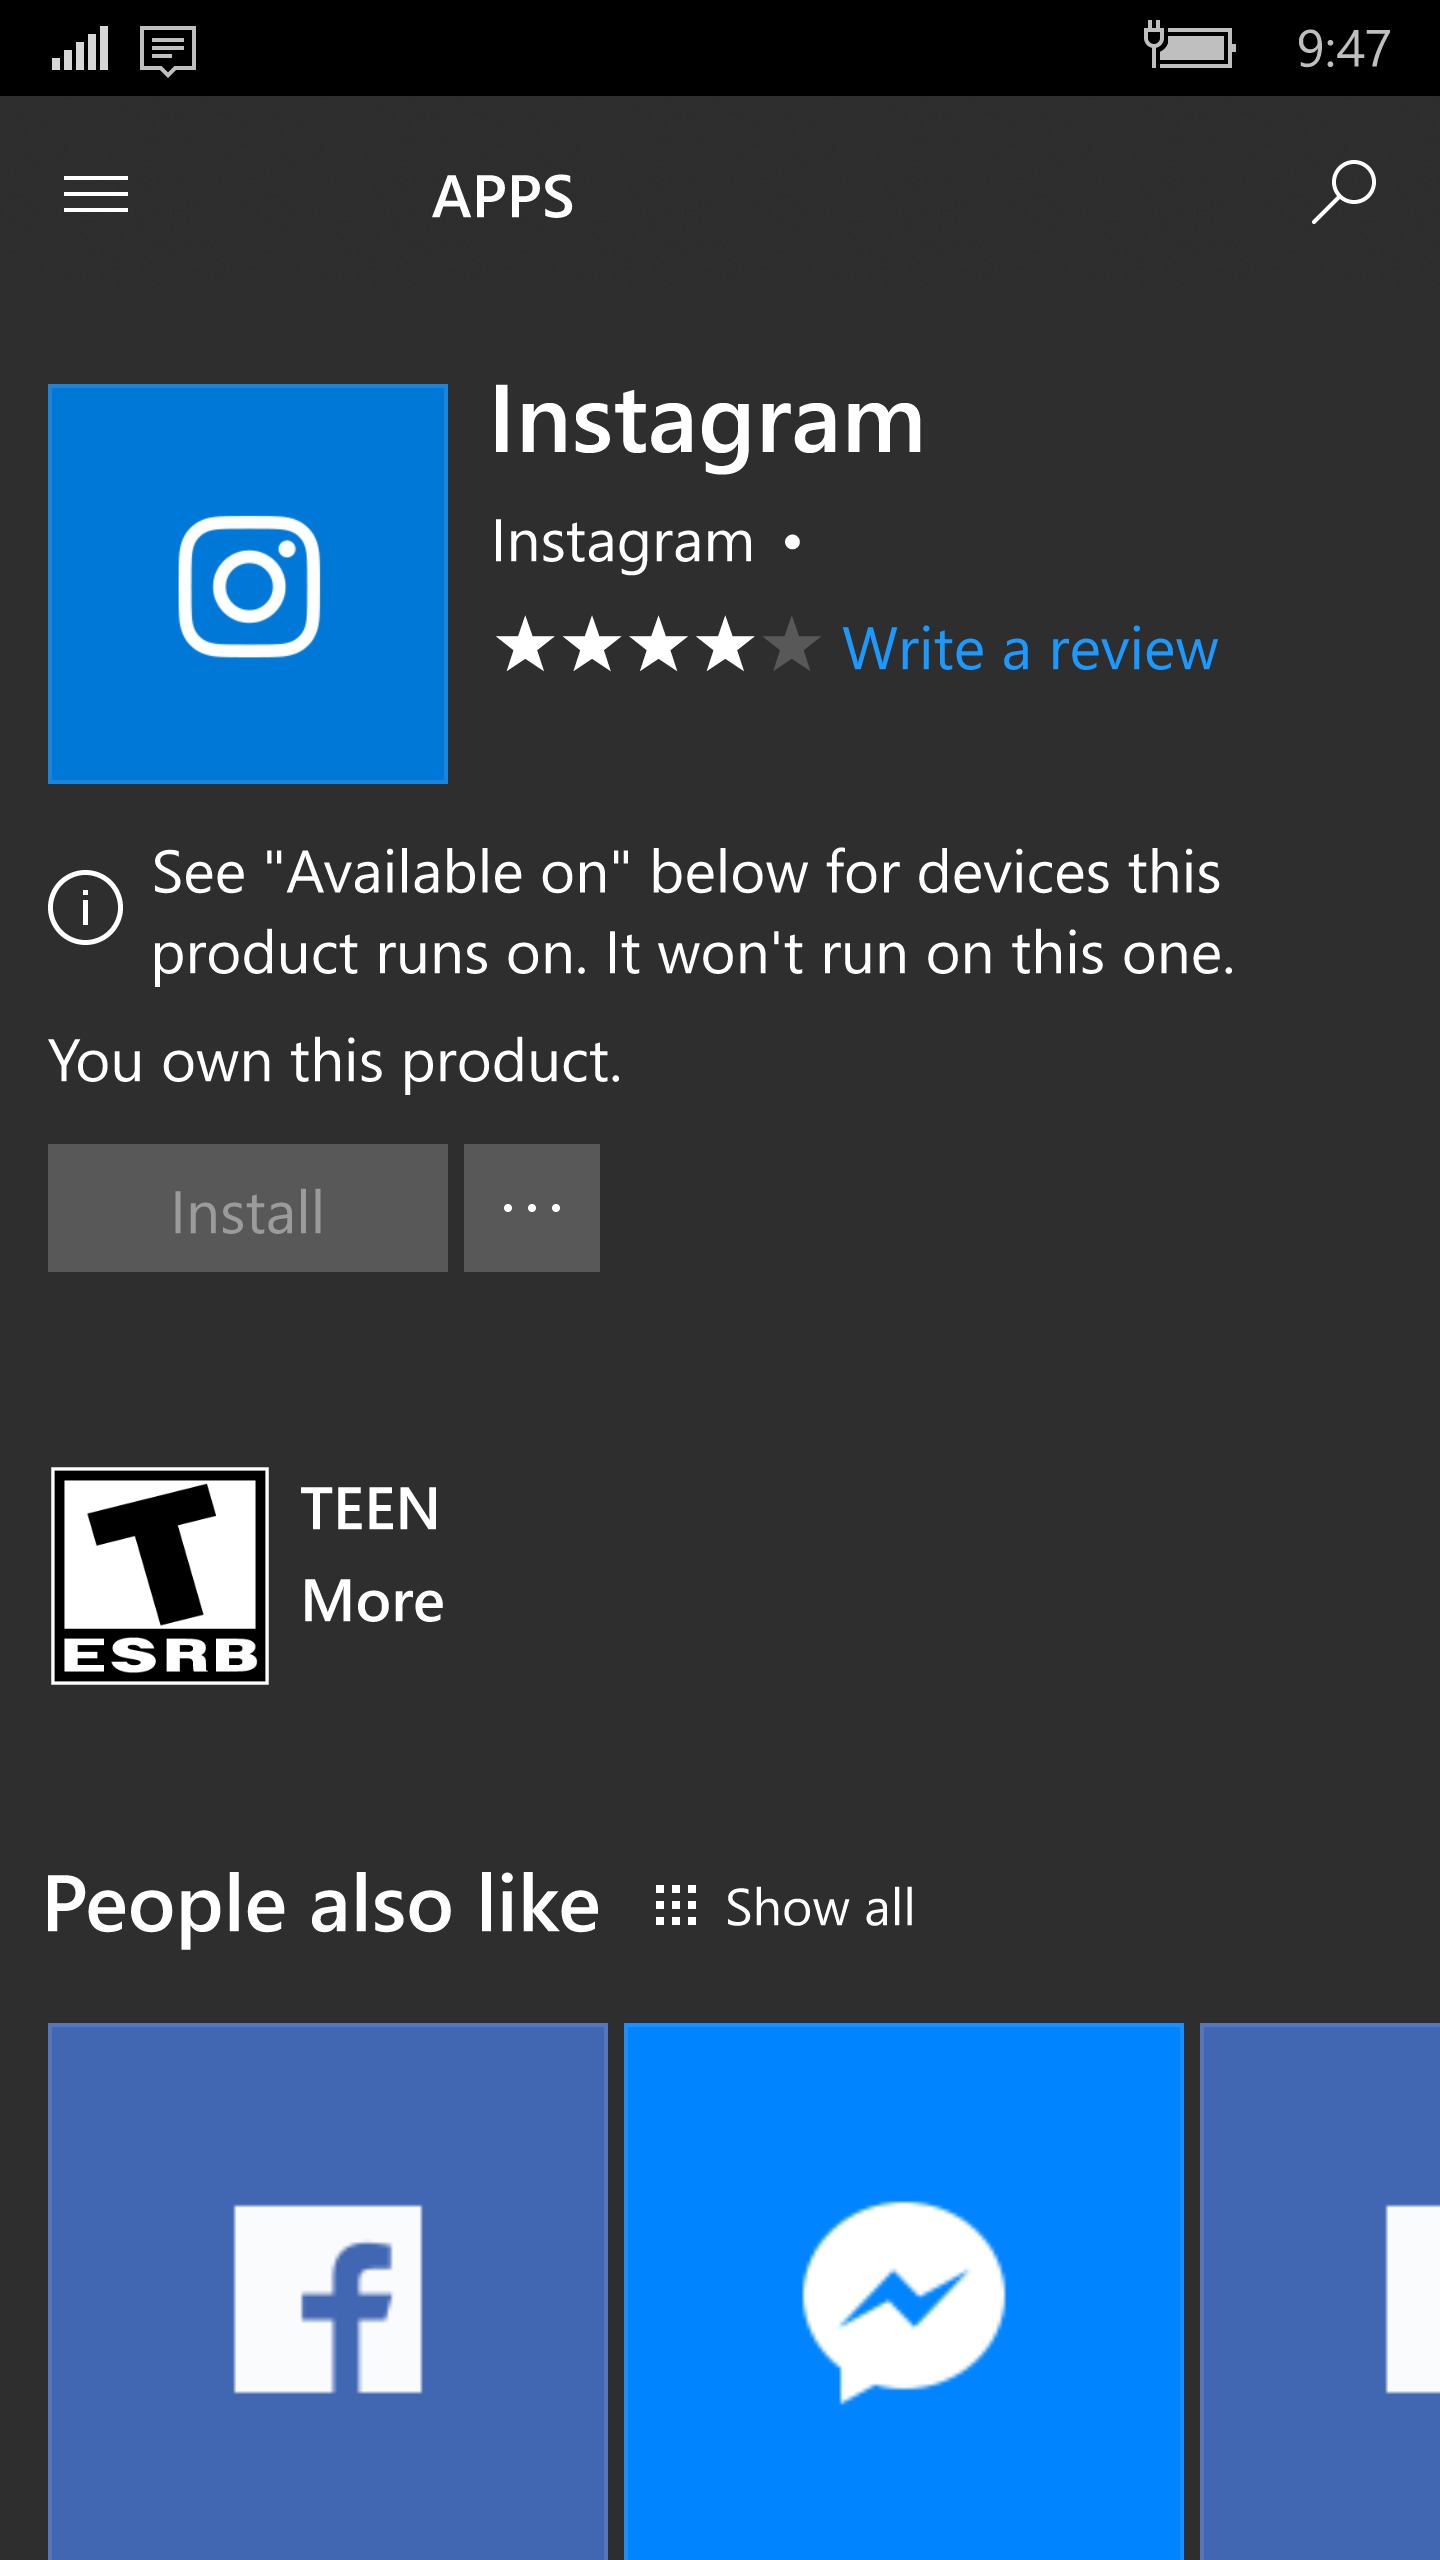 9:47
APPS
Instagram
Instagram •
Write a review
See "Available on" below for devices this
product runs on. It won't run on this one.
You own this product.
Install
...
T
ESRB
TEEN
More
People also like
Show all
f